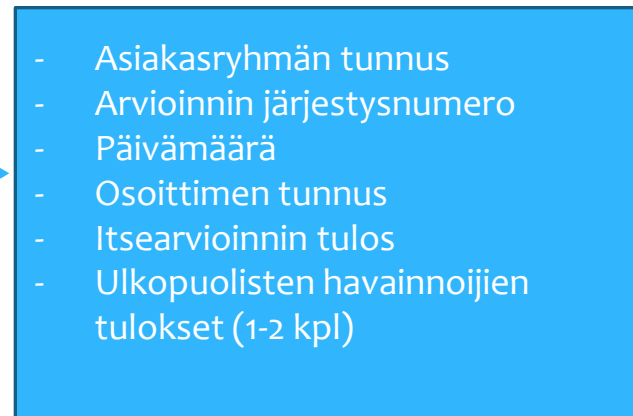 - Asiakasryhmän tunnus
- Arvioinnin järjestysnumero
- Päivämäärä
- Osoittimen tunnus
- Itsearvioinnin tulos
- Ulkopuolisten havainnoijien
tulokset (1-2 kpl)